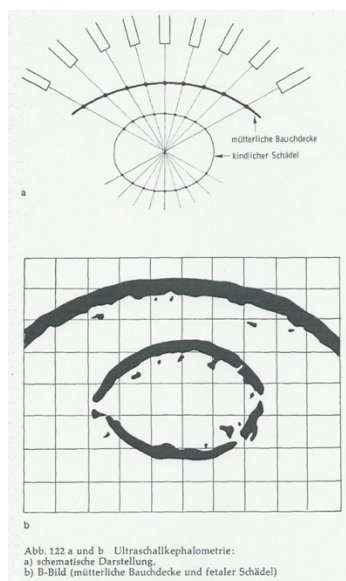 mütterliche Bauchdecke
kindlicher Schädel
a
b
Abb. 122 a und b Ultraschallkephalometrie:
a) schematische Darstellung,
b) B-Bild (mütterliche Bauchdecke und fetaler Schädel)